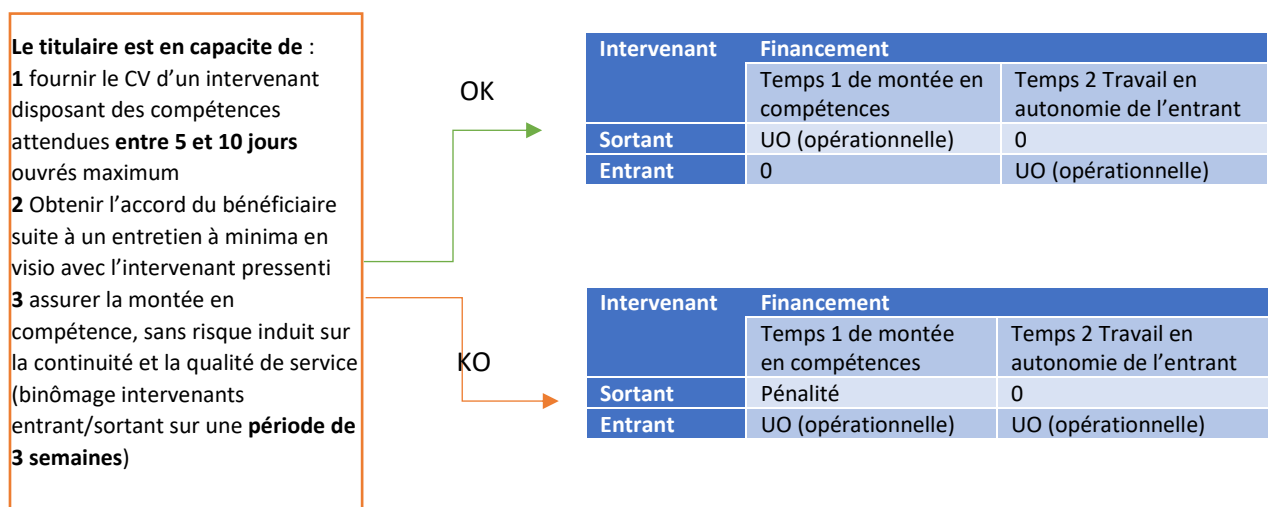 Le titulaire est en capacite de :
1 fournir le CV d’un intervenant
disposant des compétences
attendues entre 5 et 10 jours
ouvrés maximum
2 Obtenir l’accord du bénéficiaire
suite à un entretien à minima en
visio avec l’intervenant pressenti
3 assurer la montée en
compétence, sans risque induit sur
la continuité et la qualité de service
(binômage intervenants
entrant/sortant sur une période de
3 semaines)
OK
Intervenant Financement
Temps 1 de montée en Temps 2 Travail en
compétences autonomie de l’entrant
Sortant UO (opérationnelle) 0
Entrant 0 UO (opérationnelle)
KO
Intervenant Financement
Temps 1 de montée Temps 2 Travail en
en compétences autonomie de l’entrant
Sortant Pénalité 0
Entrant UO (opérationnelle) UO (opérationnelle)